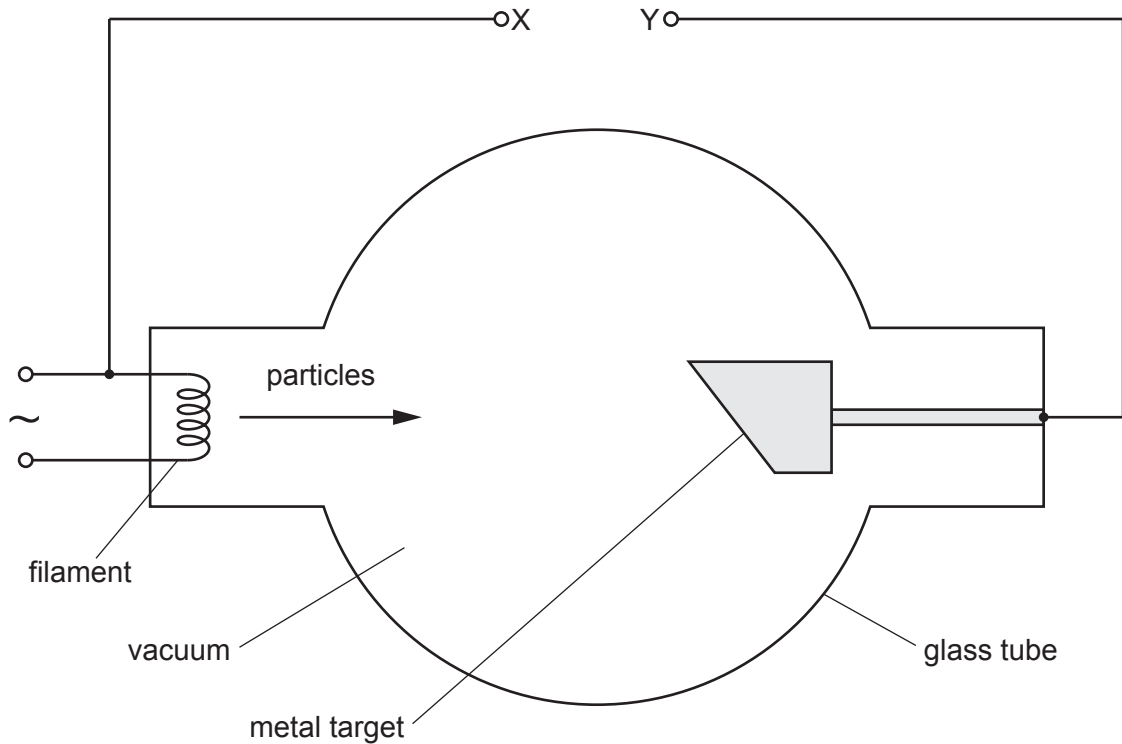 X
Y
particles
~
filament
vacuum
glass tube
metal target